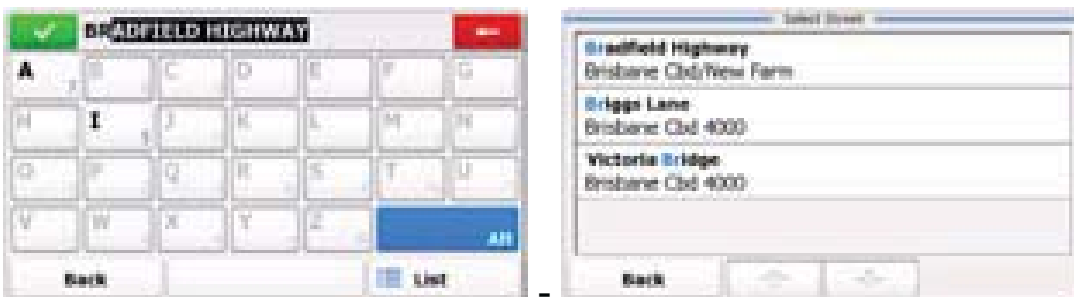 BRADFIELD HIGHWAY
A B C D E F G
H I J K L M N
O P Q R S T U
V W X Y Z Alt
Back List
-
Select Street
Bradfield Highway
Brisbane Cbd/New Farm
Briggs Lane
Brisbane Cbd 4000
Victoria Bridge
Brisbane Cbd 4000
Back